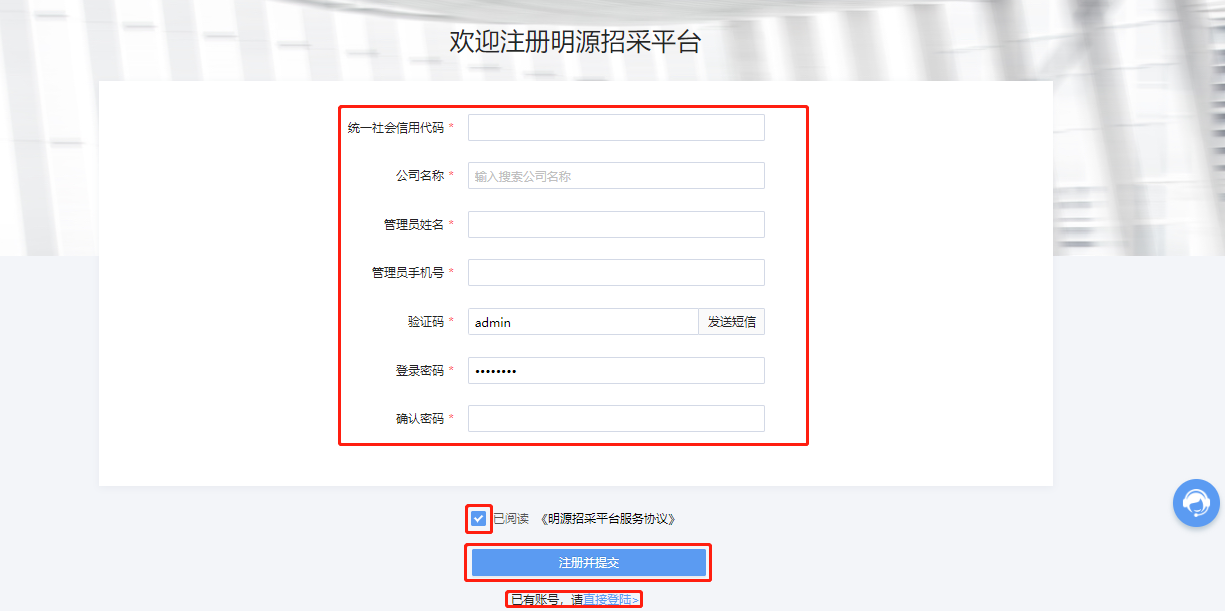 欢迎注册明源招采平台
统一社会信用代码 *
公司名称 * 输入搜索公司名称
管理员姓名 *
管理员手机号 *
验证码 * admin 发送短信
登录密码 * ••••••••
确认密码 *
已阅读 《明源招采平台服务协议》
注册并提交
已有账号，请直接登陆>